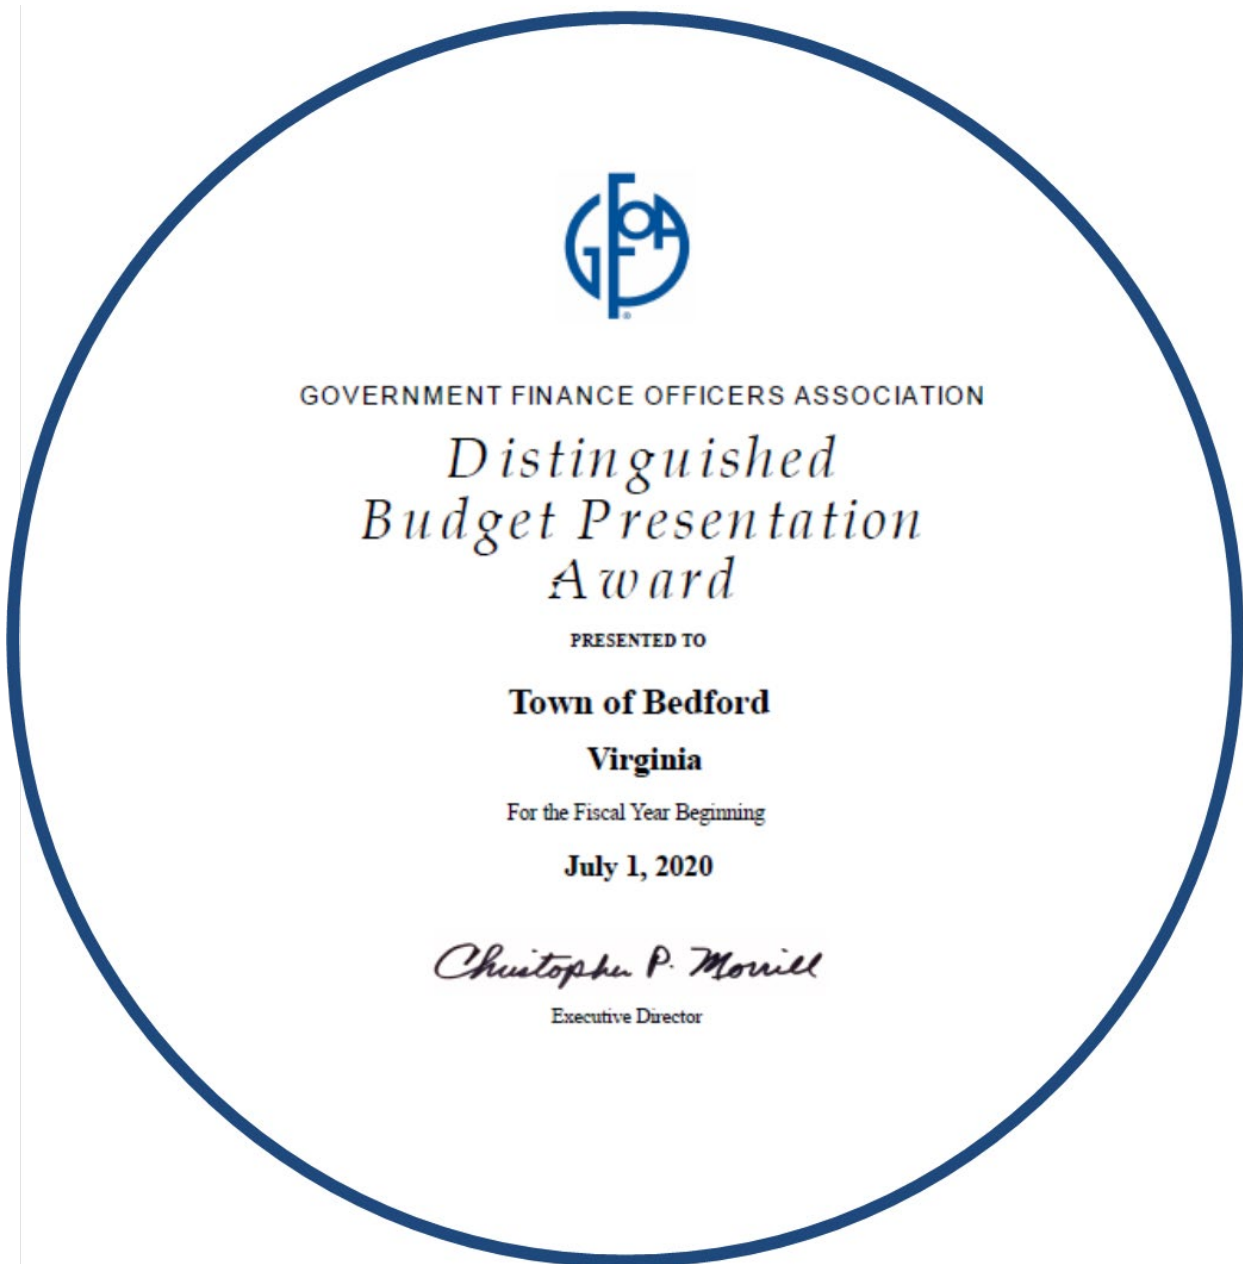 GFOA
GOVERNMENT FINANCE OFFICERS ASSOCIATION
Distinguished
Budget Presentation
Award
PRESENTED TO
Town of Bedford
Virginia
For the Fiscal Year Beginning
July 1, 2020
Christopher P. Morrill
Executive Director